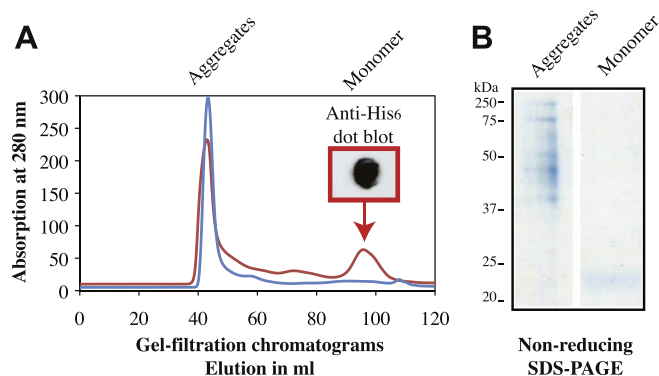 A
Aggregates
Monomer
Absorption at 280 nm
300
250
200
150
100
50
0
Anti-His6
dot blot
0 20 40 60 80 100 120
Gel-filtration chromatograms
Elution in ml
B
Aggregates
Monomer
kDa
250
75
50
37
25
20
Non-reducing
SDS-PAGE